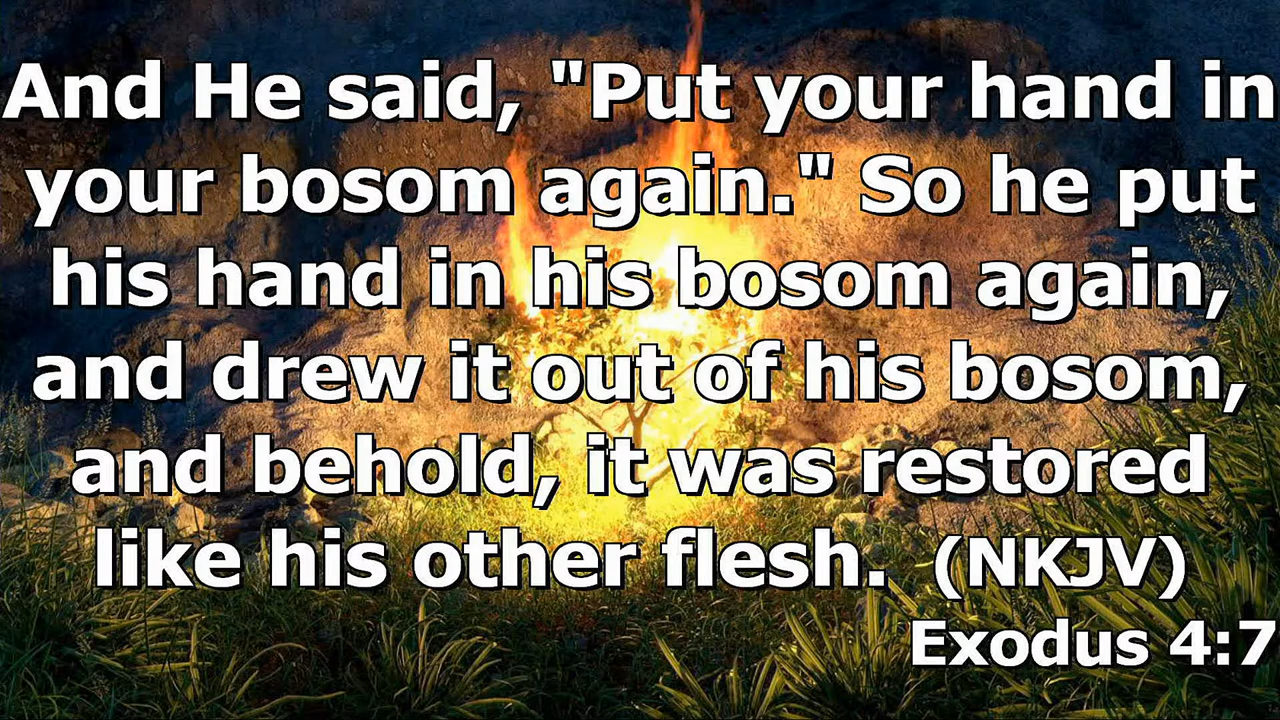 And He said, "Put your hand in
your bosom again." So he put
his hand in his bosom again,
and drew it out of his bosom,
and behold, it was restored
like his other flesh. (NKJV)
Exodus 4:7